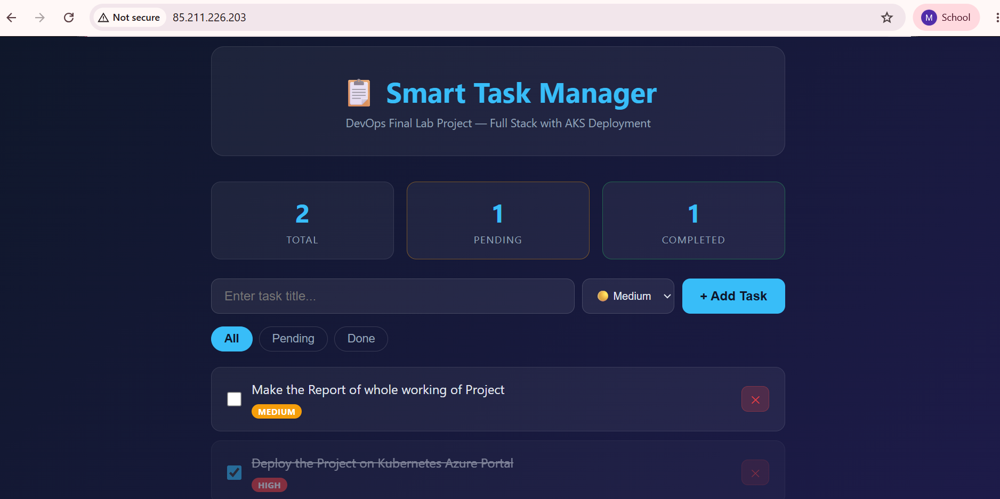 Not secure 85.211.226.203 M School
Smart Task Manager
DevOps Final Lab Project — Full Stack with AKS Deployment
2 1 1
TOTAL PENDING COMPLETED
Enter task title... Medium + Add Task
All Pending Done
Make the Report of whole working of Project
MEDIUM
Deploy the Project on Kubernetes Azure Portal
HIGH